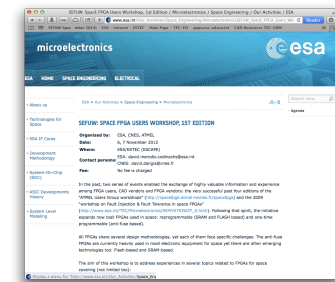 SEFUW: Space FPGA Users Workshop, 1st Edition / Microelectronics / Space Engineering / Our Activities / ESA
www.esa.int
Reader
microelectronics
esa
ESA HOME SPACE ENGINEERING ELECTRICAL
ESA > Our Activities > Space Engineering > Microelectronics
Search here
Agenda
About us
Technologies for Space
ESA IP Cores
Development Methodology
System-On-Chip (SOC)
ASIC Developments History
System Level Modeling
SEFUW: SPACE FPGA USERS WORKSHOP, 1ST EDITION
Organised by: ESA, CNES, ATMEL
Date: 6, 7 November 2012
Where: ESA/ESTEC (ESCAPE)
Contact persons: ESA: david.merodio.codinachs@esa.int
CNES: david.dangla@cnes.fr
Fee: No fee is charged
In the past, two series of events enabled the exchange of highly valuable information and experience
among FPGA users, CAD vendors and FPGA vendors: the very successful past four editions of the
"ATMEL Users Group workshops"
and the 2009
"workshop on Fault Injection & Fault Tolerance in space FPGAs"
Following that spirit, the initiative
expands now to all FPGAs used in space: reprogrammable (SRAM and FLASH based) and one-time
programmable (anti-fuse based).
All FPGAs share several design methodologies, yet each of them face specific challenges. The anti-fuse
FPGAs are currently heavily used in most electronic equipment for space yet there are other emerging
technologies too: Flash-based and SRAM-based.
The aim of this workshop is to address experiences in several topics related to FPGAs for space
covering (not limited too):